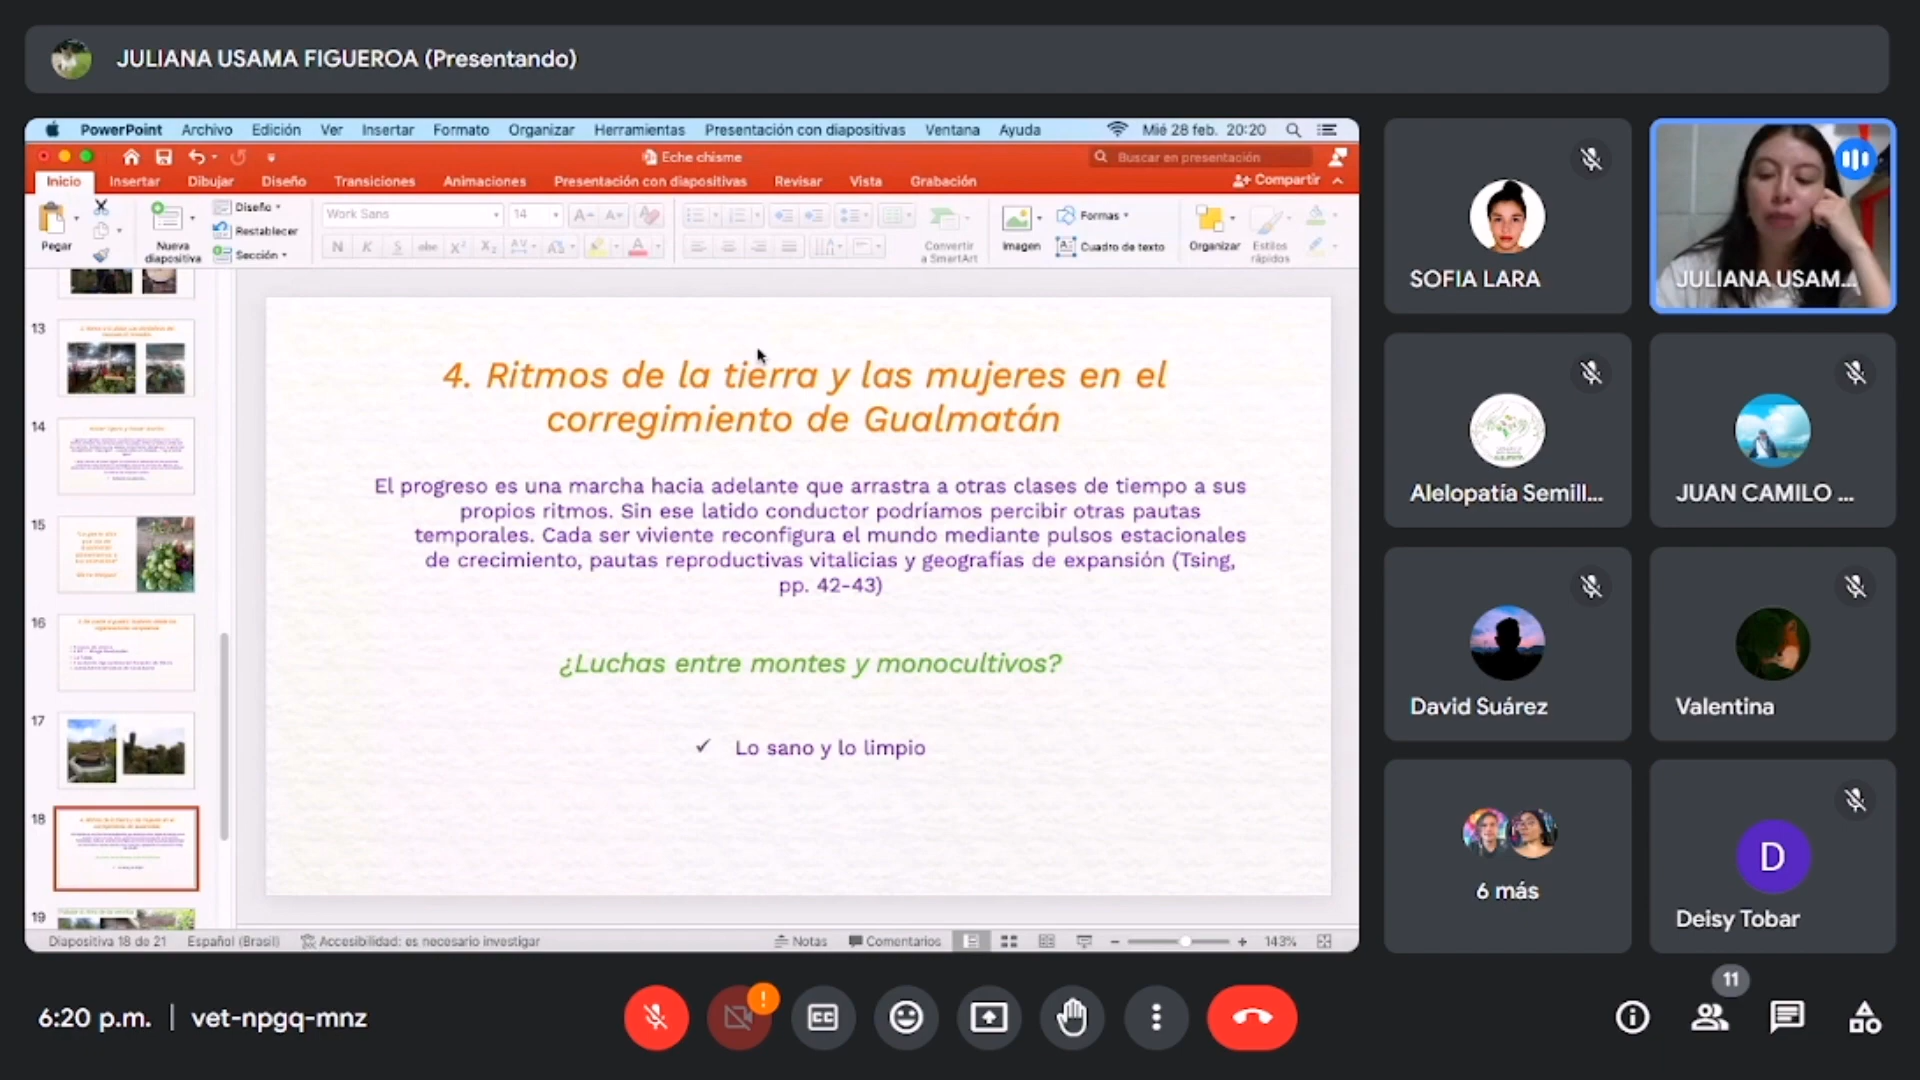 JULIANA USAMA FIGUEROA (Presentando)
PowerPoint Archivo Edición Ver Insertar Formato Organizar Herramientas Presentación con diapositivas Ventana Ayuda Mié 28 feb. 20:20
Eche chisme
Buscar en presentación
Inicio Insertar Dibujar Diseño Transiciones Animaciones Presentación con diapositivas Revisar Vista Grabación Compartir
Pegar
Nueva diapositiva
Diseño
Restablecer
Sección
Work Sans 14
N K S abc X² X₂ AV
Convertir a SmartArt
Imagen
Formas
Cuadro de texto
Organizar
Estilos rápidos
13
14
15
16
17
18
19
4. Ritmos de la tierra y las mujeres en el
corregimiento de Gualmatán
El progreso es una marcha hacia adelante que arrastra a otras clases de tiempo a sus
propios ritmos. Sin ese latido conductor podríamos percibir otras pautas
temporales. Cada ser viviente reconfigura el mundo mediante pulsos estacionales
de crecimiento, pautas reproductivas vitalicias y geografías de expansión (Tsing,
pp. 42-43)
¿Luchas entre montes y monocultivos?
✓ Lo sano y lo limpio
Diapositiva 18 de 21 Español (Brasil) Accesibilidad: es necesario investigar Notas Comentarios 143%
SOFIA LARA
JULIANA USAM...
Alelopatía Semill...
JUAN CAMILO ...
David Suárez
Valentina
6 más
D
Deisy Tobar
6:20 p.m. | vet-npgq-mnz
CC
11